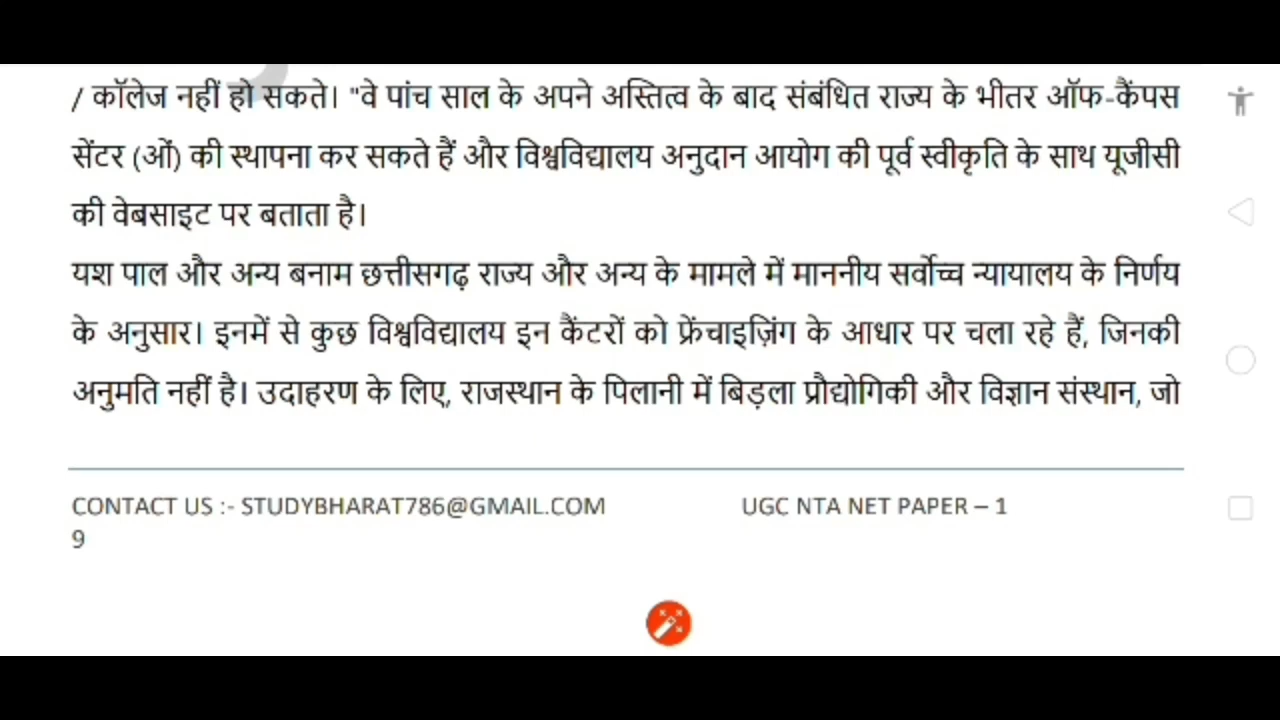 / कॉलेज नहीं हो सकते। "वे पांच साल के अपने अस्तित्व के बाद संबंधित राज्य के भीतर ऑफ-कैंपस
सेंटर (ओं) की स्थापना कर सकते हैं और विश्वविद्यालय अनुदान आयोग की पूर्व स्वीकृति के साथ यूजीसी
की वेबसाइट पर बताता है।
यश पाल और अन्य बनाम छत्तीसगढ़ राज्य और अन्य के मामले में माननीय सर्वोच्च न्यायालय के निर्णय
के अनुसार। इनमें से कुछ विश्वविद्यालय इन कैंटरों को फ्रेंचाइज़िंग के आधार पर चला रहे हैं, जिनकी
अनुमति नहीं है। उदाहरण के लिए, राजस्थान के पिलानी में बिड़ला प्रौद्योगिकी और विज्ञान संस्थान, जो
CONTACT US :- STUDYBHARAT786@GMAIL.COM UGC NTA NET PAPER – 1
9